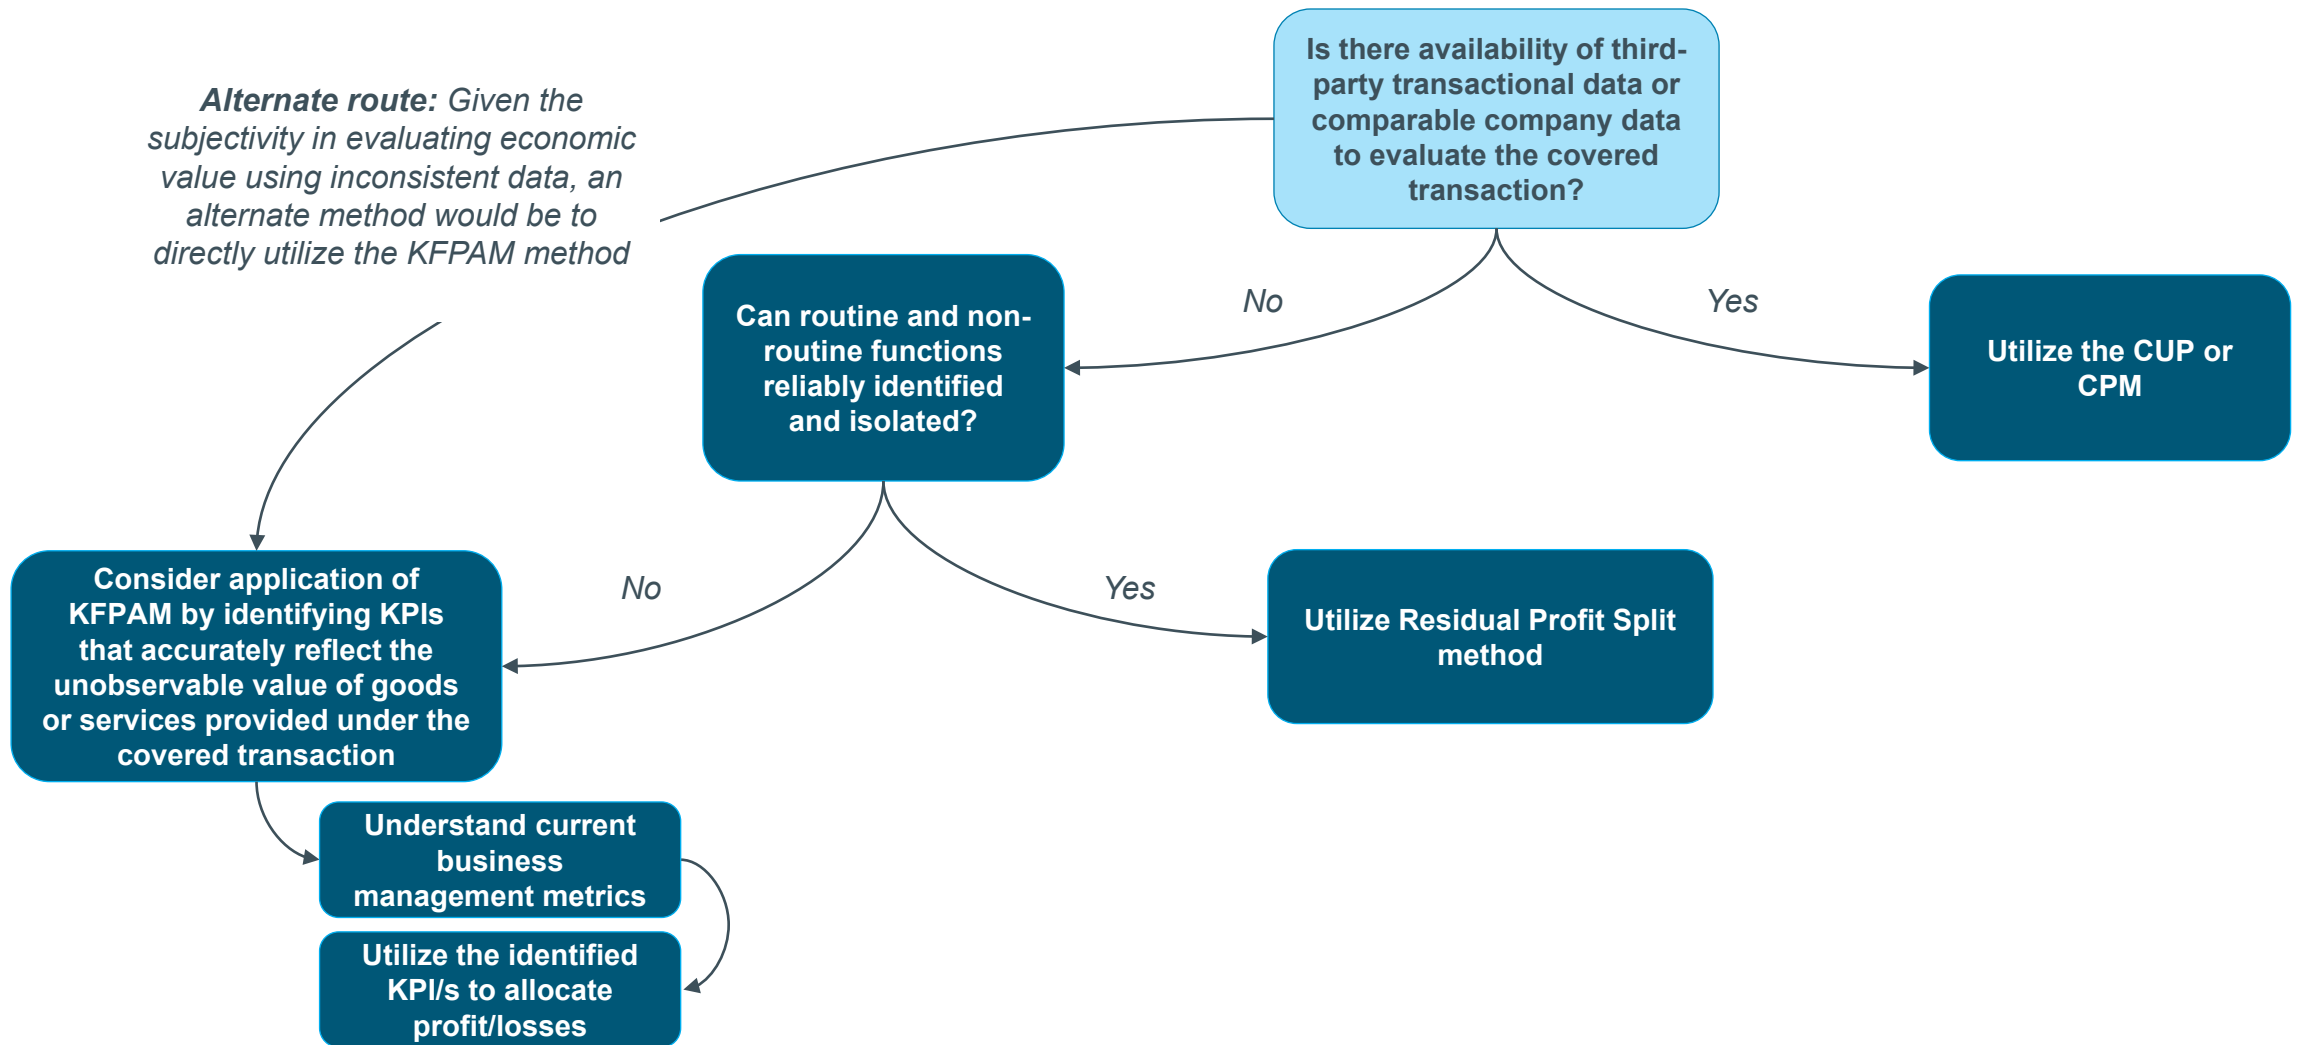 Is there availability of third-
party transactional data or
comparable company data
to evaluate the covered
transaction?
Alternate route: Given the
subjectivity in evaluating economic
value using inconsistent data, an
alternate method would be to
directly utilize the KFPAM method
No
Yes
Can routine and non-
routine functions
reliably identified
and isolated?
Utilize the CUP or
CPM
No
Yes
Consider application of
KFPAM by identifying KPIs
that accurately reflect the
unobservable value of goods
or services provided under the
covered transaction
Utilize Residual Profit Split
method
Understand current
business
management metrics
Utilize the identified
KPI/s to allocate
profit/losses